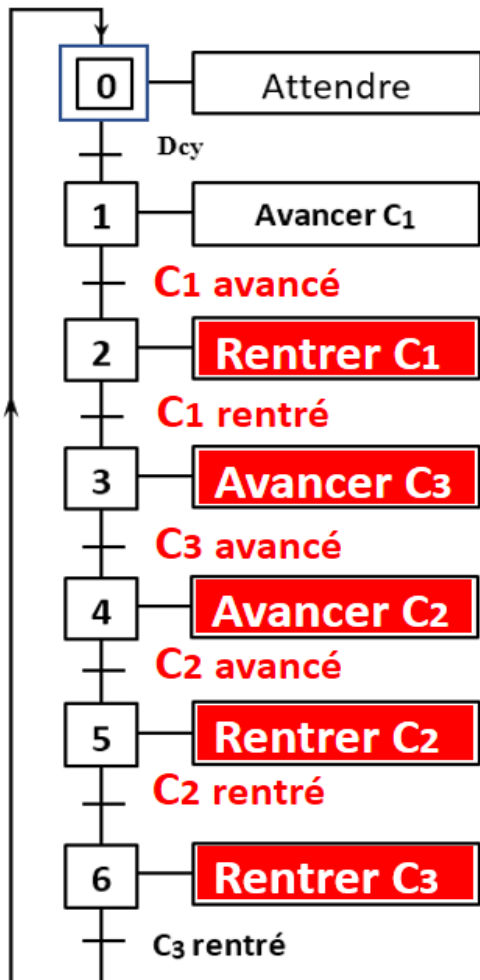 0 Attendre
Dcy
1 Avancer C1
C1 avancé
2 Rentrer C1
C1 rentré
3 Avancer C3
C3 avancé
4 Avancer C2
C2 avancé
5 Rentrer C2
C2 rentré
6 Rentrer C3
C3 rentré